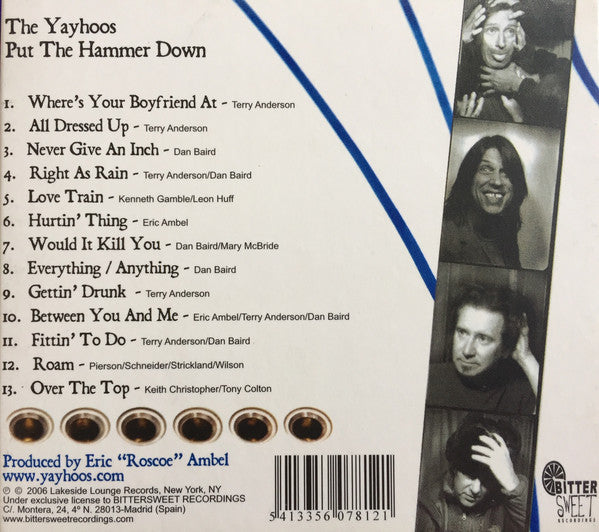 The Yayhoos
Put The Hammer Down
1. Where's Your Boyfriend At - Terry Anderson
2. All Dressed Up - Terry Anderson
3. Never Give An Inch - Dan Baird
4. Right As Rain - Terry Anderson/Dan Baird
5. Love Train - Kenneth Gamble/Leon Huff
6. Hurtin' Thing - Eric Ambel
7. Would It Kill You - Dan Baird/Mary McBride
8. Everything / Anything - Dan Baird
9. Gettin' Drunk - Terry Anderson
10. Between You And Me - Eric Ambel/Terry Anderson/Dan Baird
11. Fittin' To Do - Terry Anderson/Dan Baird
12. Roam - Pierson/Schneider/Strickland/Wilson
13. Over The Top - Keith Christopher/Tony Colton
Produced by Eric "Roscoe" Ambel
www.yayhoos.com
℗ © 2006 Lakeside Lounge Records, New York, NY
Under exclusive license to BITTERSWEET RECORDINGS
C/. Montera, 24, 4º N. 28013-Madrid (Spain)
www.bittersweetrecordings.com
5 413356 078121
BITTER
SWEET
RECORDINGS